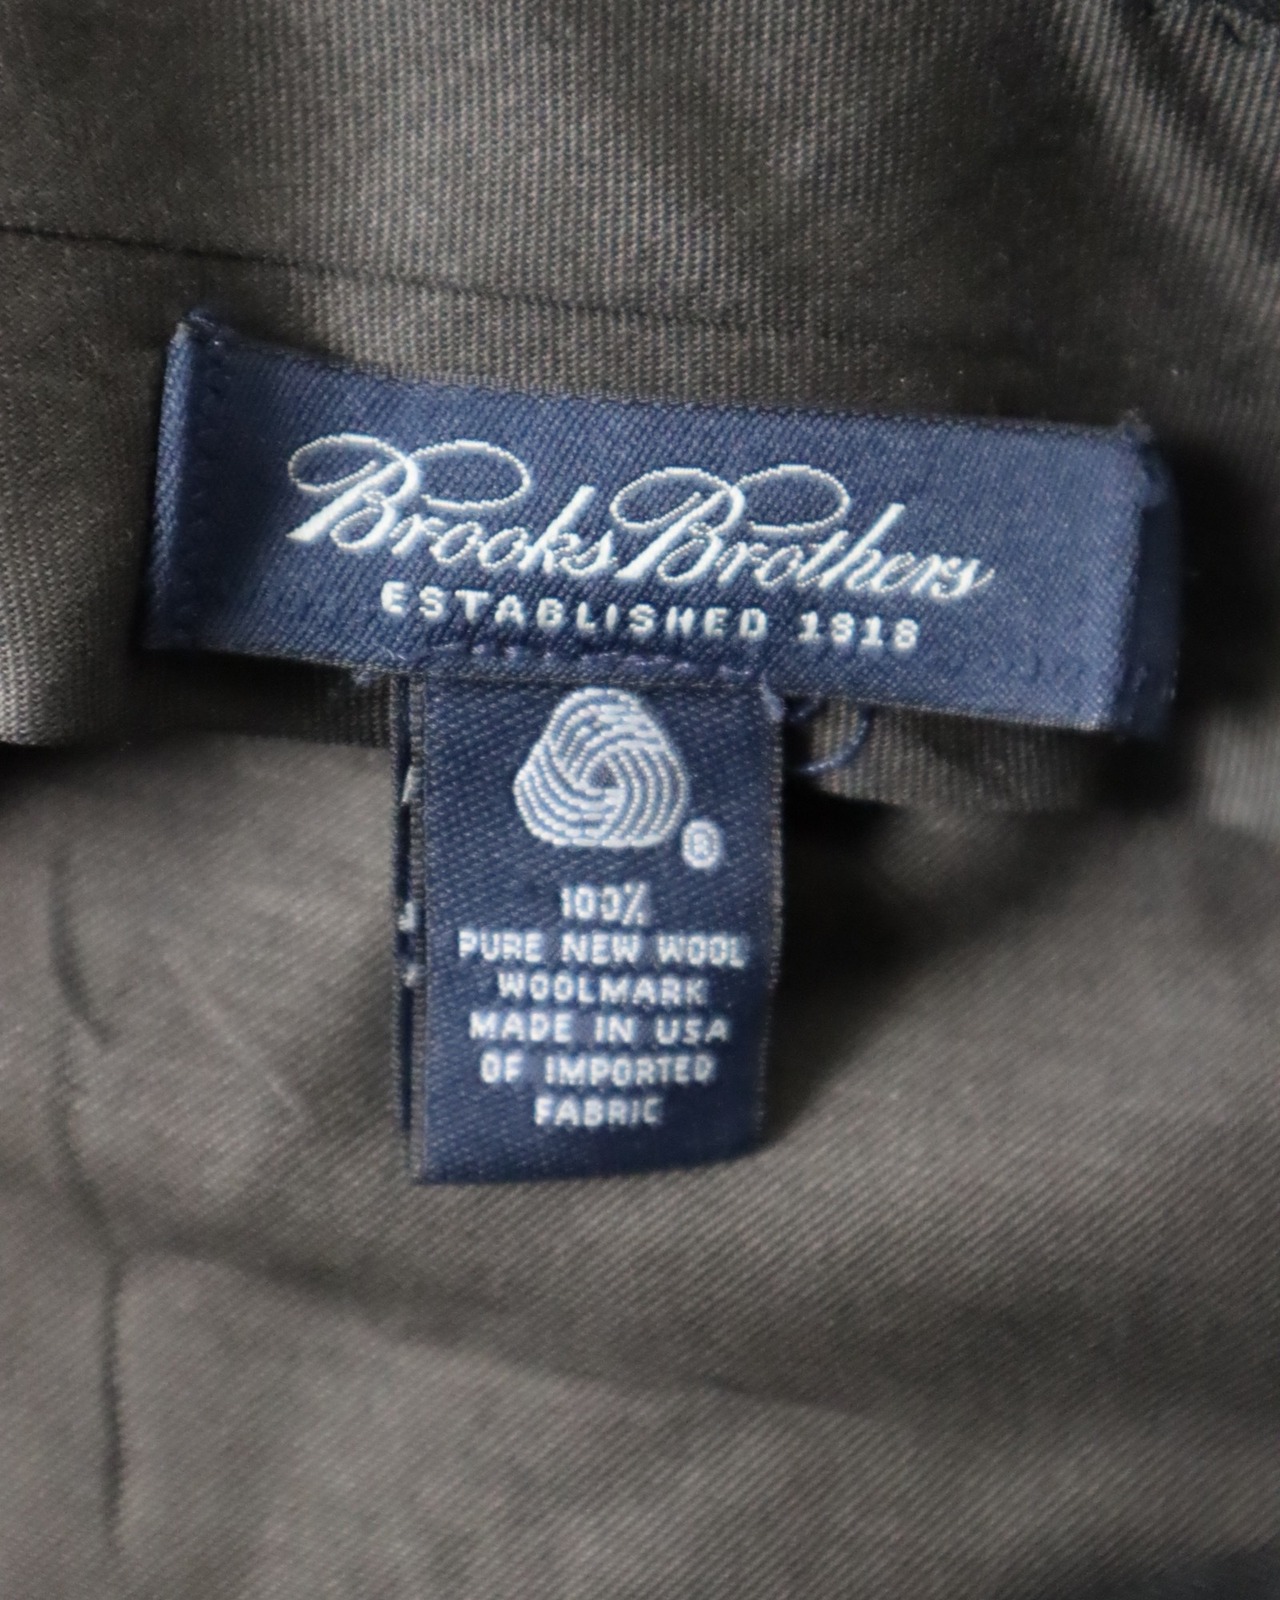 Brooks Brothers
ESTABLISHED 1818
®
100%
PURE NEW WOOL
WOOLMARK
MADE IN USA
OF IMPORTED
FABRIC